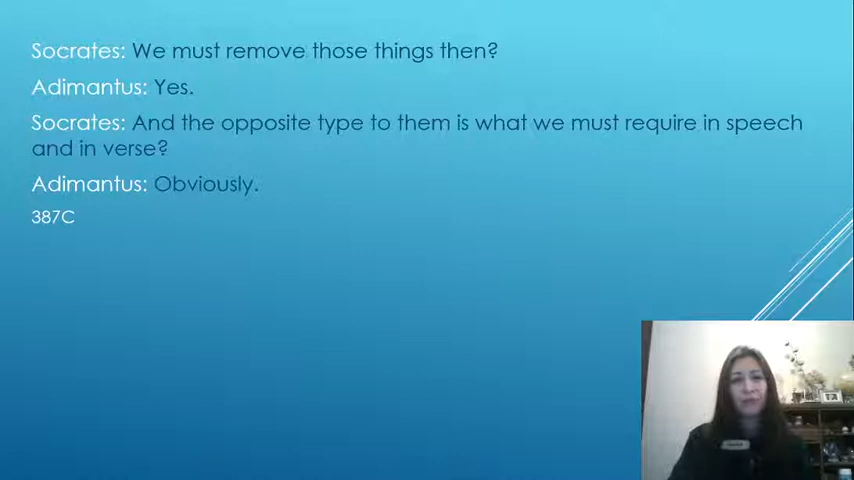 Socrates: We must remove those things then?
Adimantus: Yes.
Socrates: And the opposite type to them is what we must require in speech
and in verse?
Adimantus: Obviously.
387C